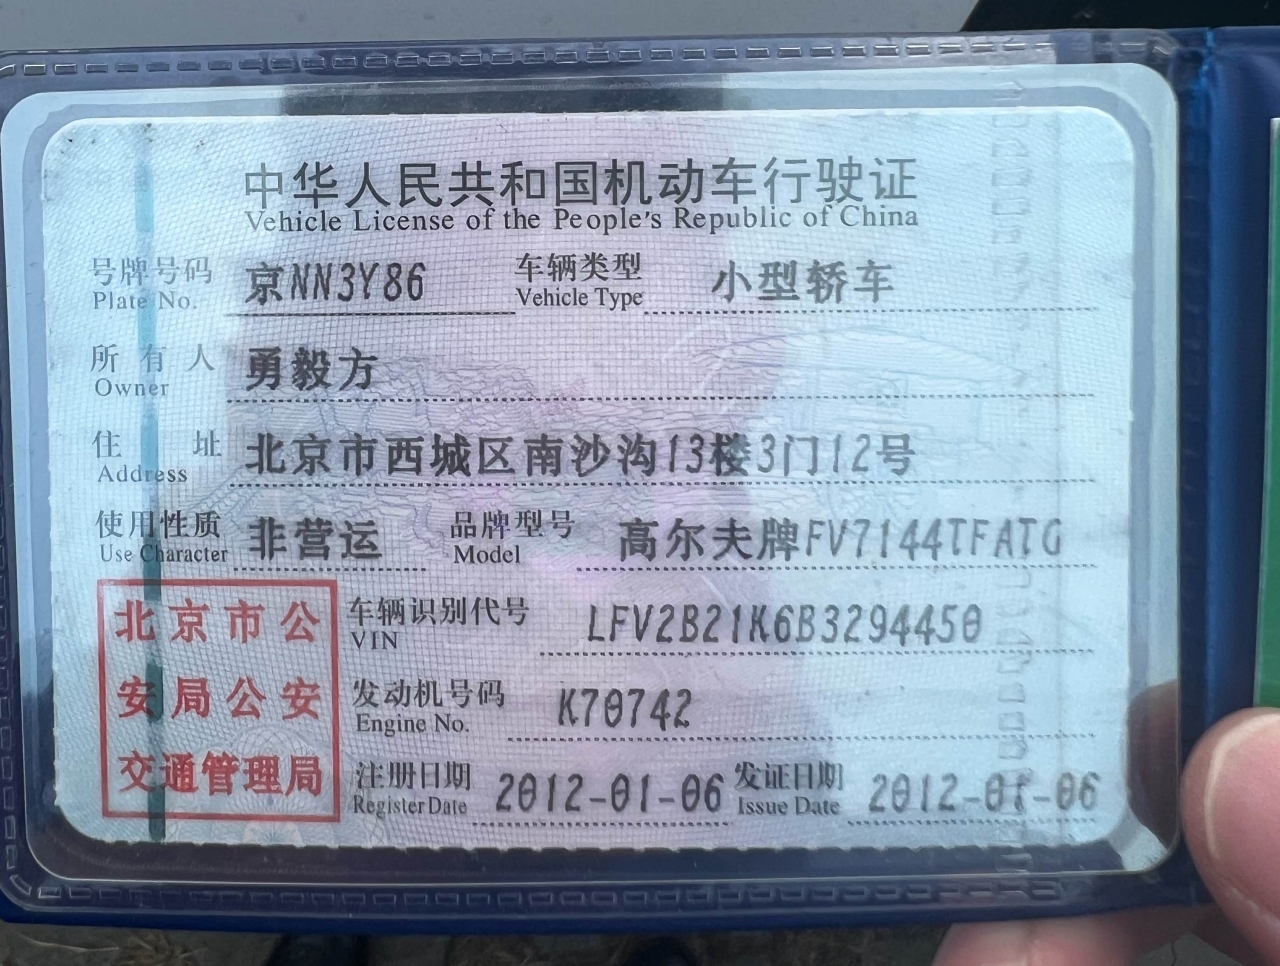 中华人民共和国机动车行驶证
Vehicle License of the People's Republic of China
号牌号码 京NN3Y86 车辆类型 小型轿车
Plate No. Vehicle Type
所有人 勇毅方
Owner
住址 北京市西城区南沙沟13楼3门12号
Address
使用性质 非营运 品牌型号 高尔夫牌FV7144TFATG
Use Character Model
北京市公安局公安交通管理局
车辆识别代号 LFV2B21K6B3294450
VIN
发动机号码 K70742
Engine No.
注册日期 2012-01-06 发证日期 2012-01-06
Register Date Issue Date